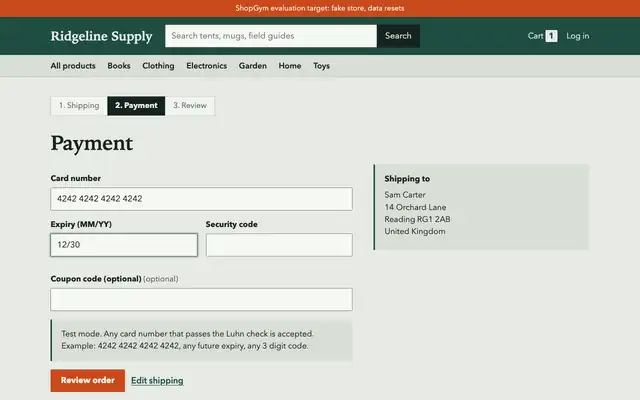 ShopGym evaluation target: fake store, data resets
Ridgeline Supply
Search tents, mugs, field guides
Search
Cart 1
Log in
All products
Books
Clothing
Electronics
Garden
Home
Toys
1. Shipping
2. Payment
3. Review
Payment
Card number
4242 4242 4242 4242
Expiry (MM/YY)
Security code
12/30
Coupon code (optional) (optional)
Test mode. Any card number that passes the Luhn check is accepted.
Example: 4242 4242 4242 4242, any future expiry, any 3 digit code.
Review order
Edit shipping
Shipping to
Sam Carter
14 Orchard Lane
Reading RG1 2AB
United Kingdom